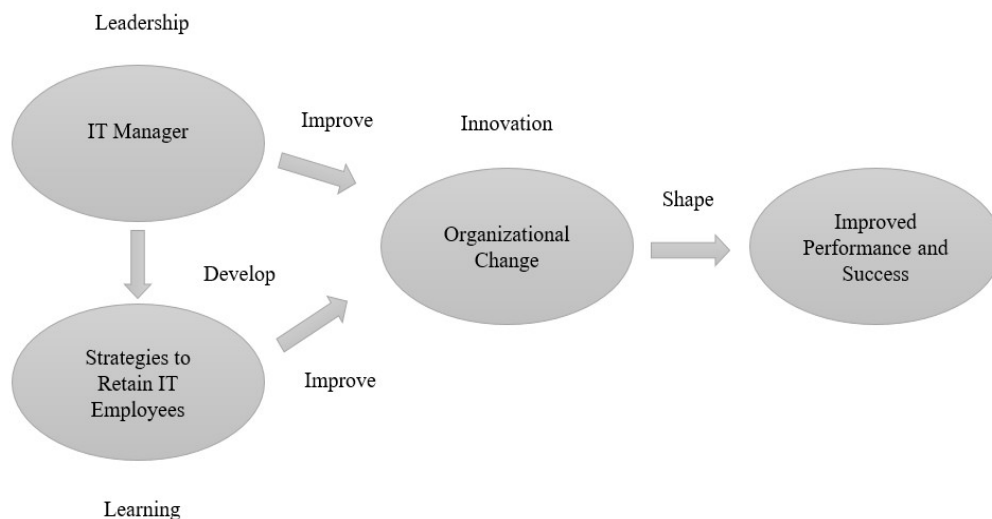 Leadership
IT Manager
Improve
Innovation
Organizational
Change
Shape
Improved
Performance and
Success
Develop
Strategies to
Retain IT
Employees
Improve
Learning